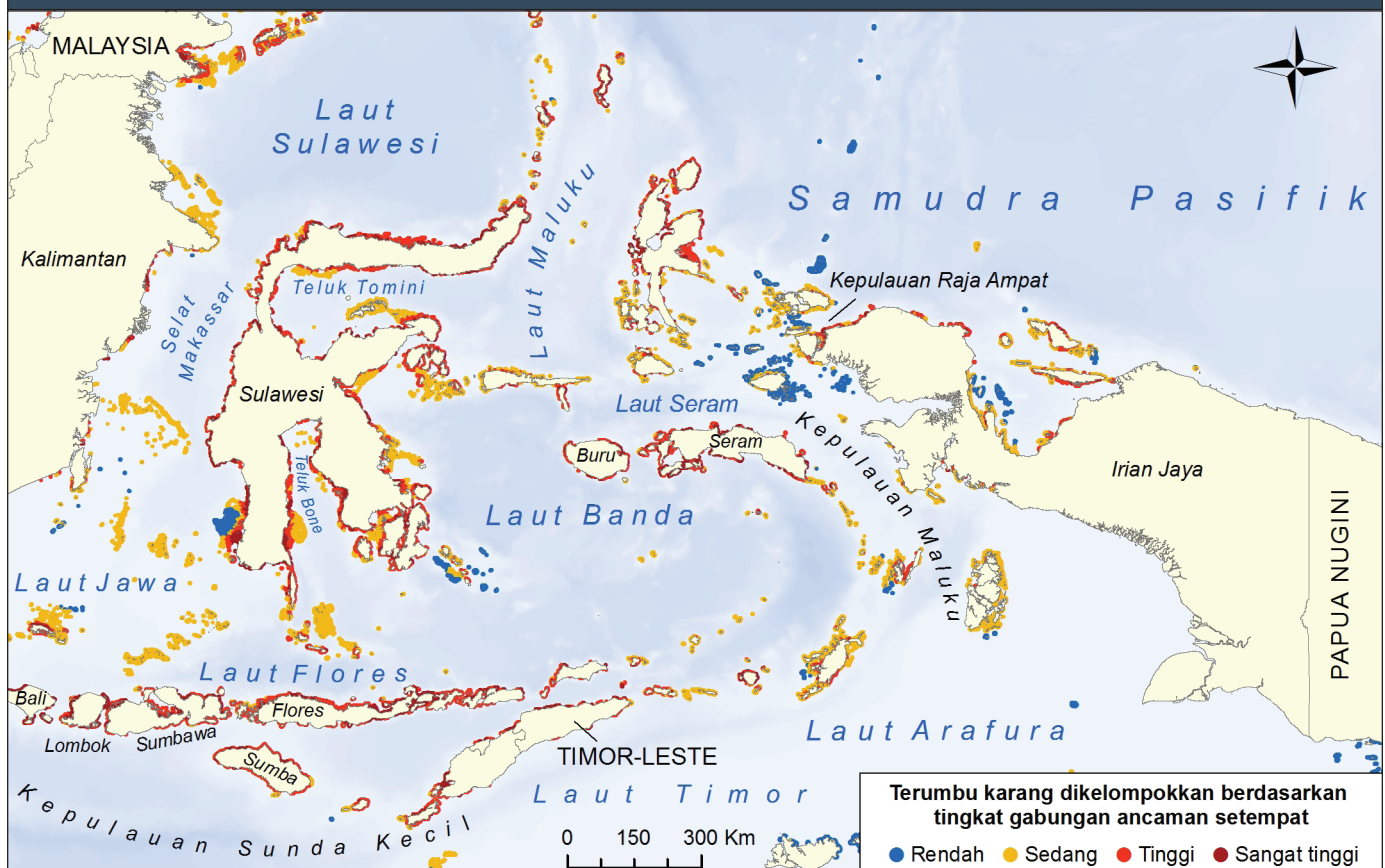 MALAYSIA
Laut
Sulawesi
Laut Maluku
Samudra Pasifik
Kalimantan
Selat
Makassar
Teluk Tomini
Kepulauan Raja Ampat
Sulawesi
Laut Seram
Kepulauan Maluku
Buru
Seram
Irian Jaya
Teluk Bone
Laut Banda
PAPUA NUGINI
Laut Jawa
Laut Flores
Bali
Lombok
Sumbawa
Flores
Sumba
TIMOR-LESTE
Laut Arafura
Laut Timor
Kepulauan Sunda Kecil
0 150 300 Km
Terumbu karang dikelompokkan berdasarkan
tingkat gabungan ancaman setempat
Rendah Sedang Tinggi Sangat tinggi